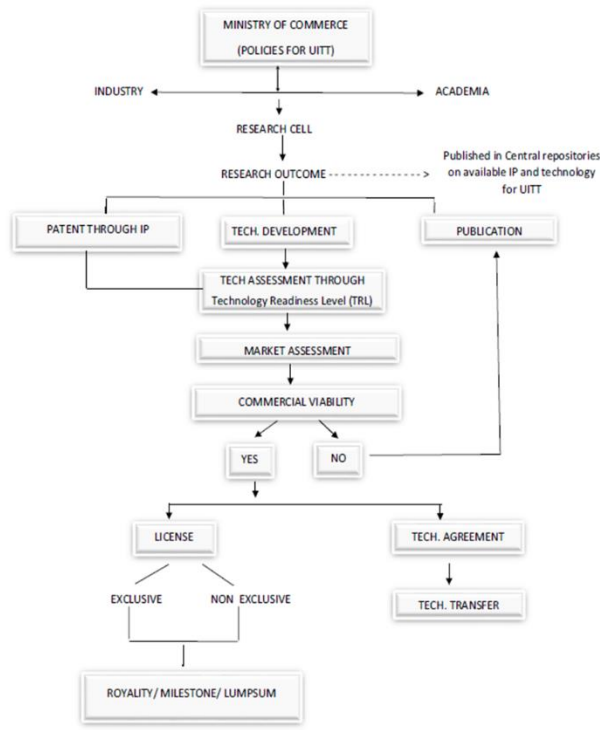 MINISTRY OF COMMERCE
(POLICIES FOR UITT)
INDUSTRY
ACADEMIA
RESEARCH CELL
RESEARCH OUTCOME
Published in Central repositories
on available IP and technology
for UITT
PATENT THROUGH IP
TECH. DEVELOPMENT
PUBLICATION
TECH ASSESSMENT THROUGH
Technology Readiness Level (TRL)
MARKET ASSESSMENT
COMMERCIAL VIABILITY
YES
NO
LICENSE
TECH. AGREEMENT
EXCLUSIVE
NON EXCLUSIVE
TECH. TRANSFER
ROYALITY/ MILESTONE/ LUMPSUM